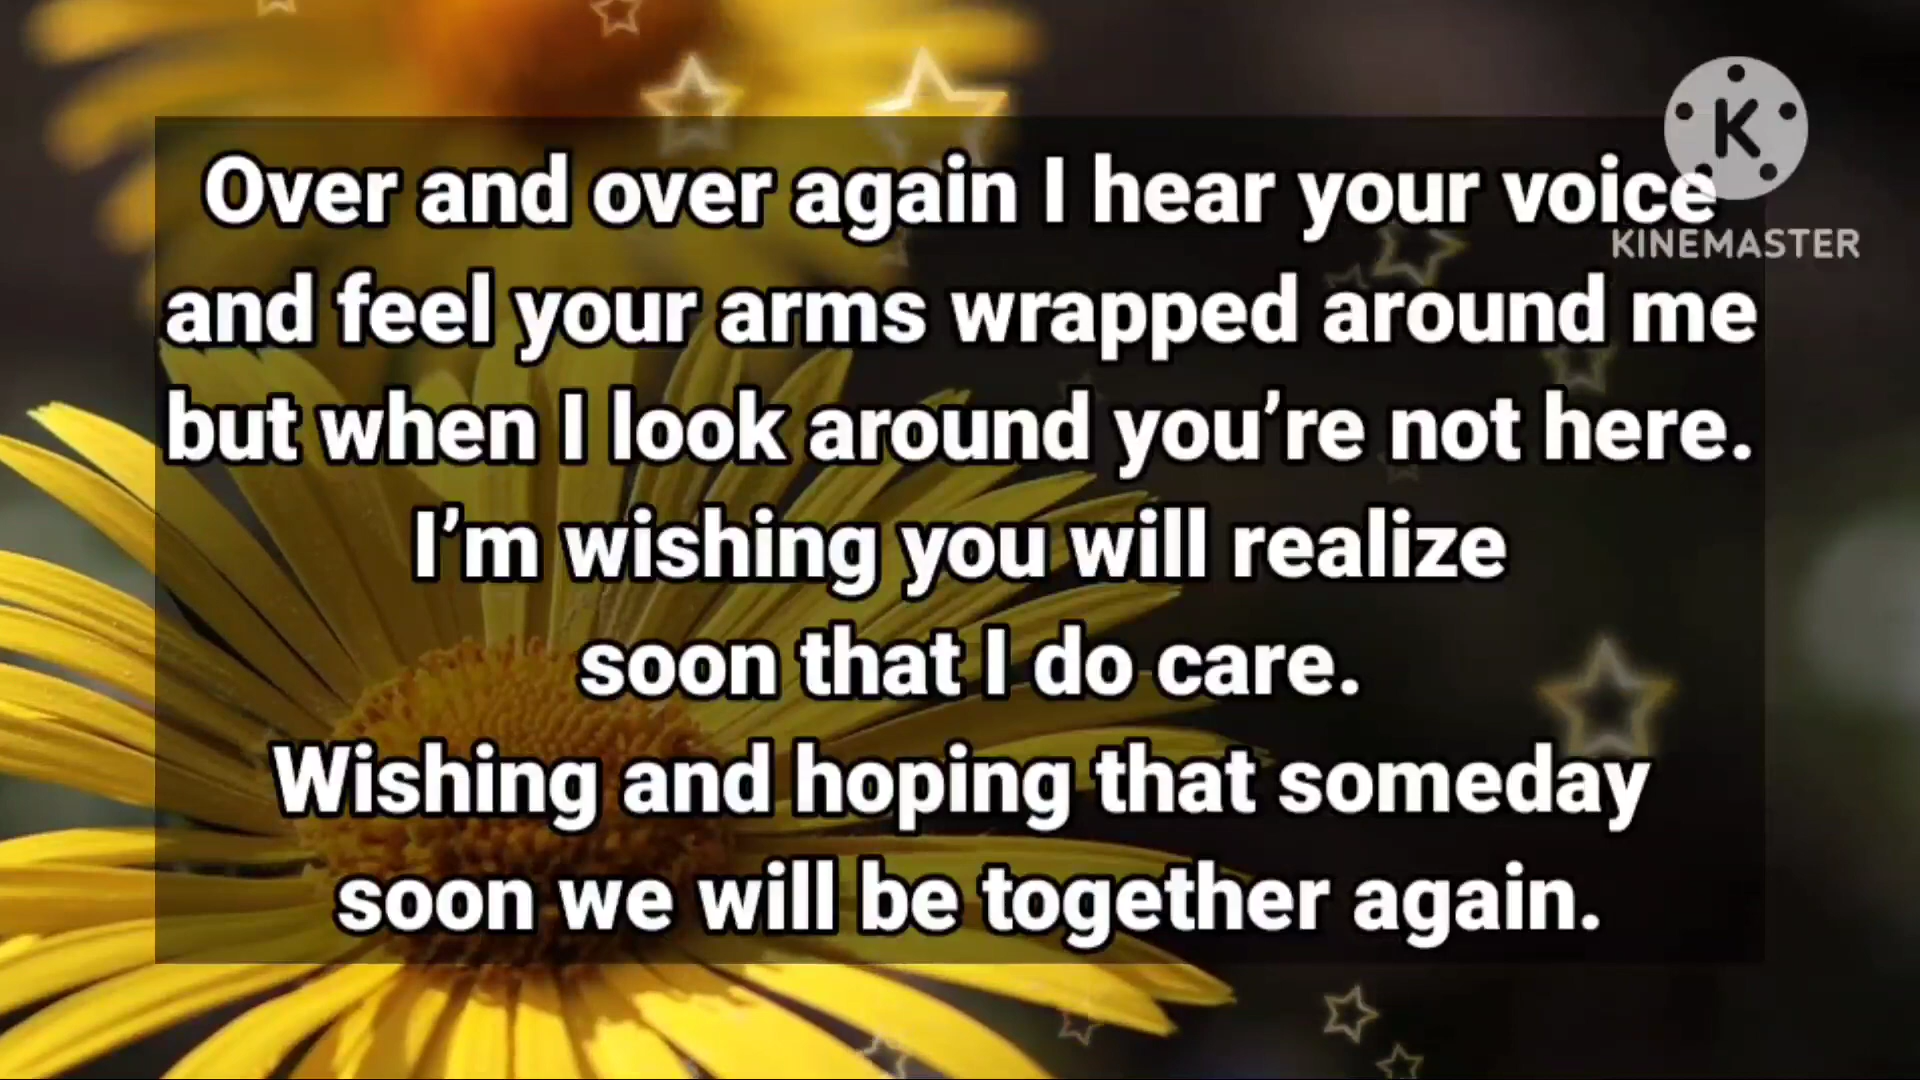 Over and over again I hear your voice
and feel your arms wrapped around me
but when I look around you’re not here.
I’m wishing you will realize
soon that I do care.
Wishing and hoping that someday
soon we will be together again.
K
KINEMASTER